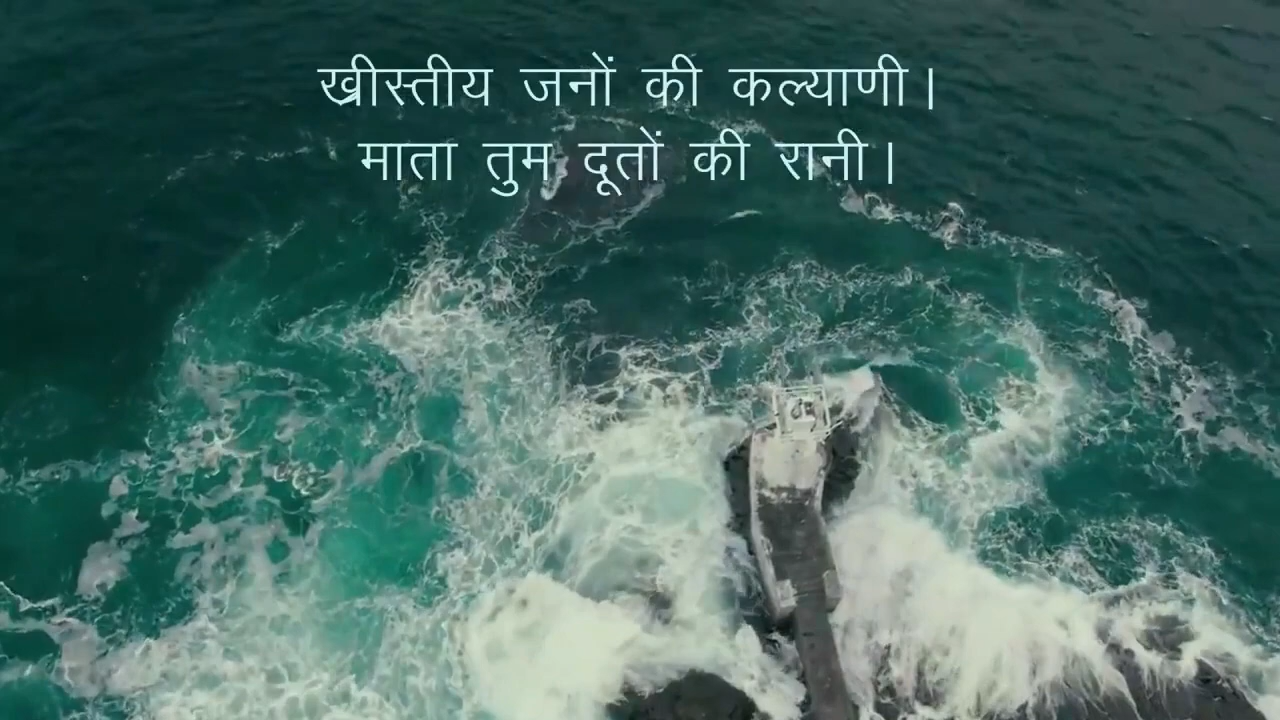 ख्रीस्तीय जनों की कल्याणी।
माता तुम दूतों की रानी।